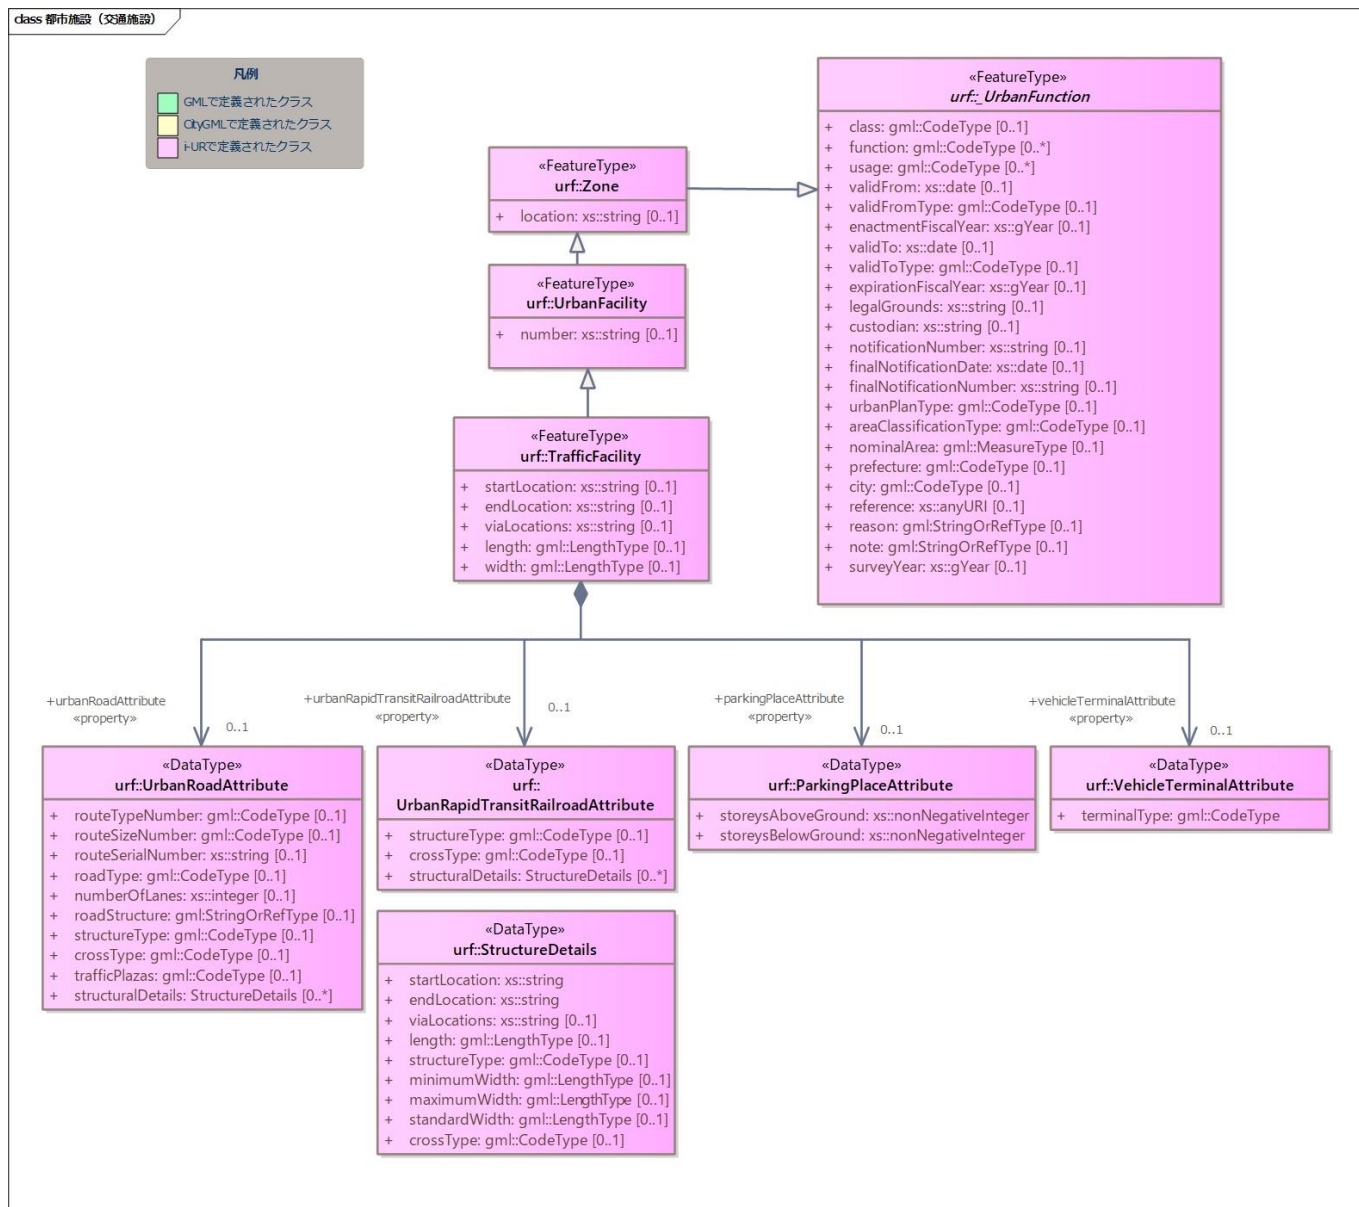 class 都市施設（交通施設）
凡例
GMLで定義されたクラス
CityGMLで定義されたクラス
i-URで定義されたクラス
«FeatureType»
urf::_UrbanFunction
+ class: gml::CodeType [0..1]
+ function: gml::CodeType [0..*]
+ usage: gml::CodeType [0..*]
+ validFrom: xs::date [0..1]
+ validFromType: gml::CodeType [0..1]
+ enactmentFiscalYear: xs::gYear [0..1]
+ validTo: xs::date [0..1]
+ validToType: gml::CodeType [0..1]
+ expirationFiscalYear: xs::gYear [0..1]
+ legalGrounds: xs::string [0..1]
+ custodian: xs::string [0..1]
+ notificationNumber: xs::string [0..1]
+ finalNotificationDate: xs::date [0..1]
+ finalNotificationNumber: xs::string [0..1]
+ urbanPlanType: gml::CodeType [0..1]
+ areaClassificationType: gml::CodeType [0..1]
+ nominalArea: gml::MeasureType [0..1]
+ prefecture: gml::CodeType [0..1]
+ city: gml::CodeType [0..1]
+ reference: xs::anyURI [0..1]
+ reason: gml:StringOrRefType [0..1]
+ note: gml:StringOrRefType [0..1]
+ surveyYear: xs::gYear [0..1]
«FeatureType»
urf::Zone
+ location: xs::string [0..1]
«FeatureType»
urf::UrbanFacility
+ number: xs::string [0..1]
«FeatureType»
urf::TrafficFacility
+ startLocation: xs::string [0..1]
+ endLocation: xs::string [0..1]
+ viaLocations: xs::string [0..1]
+ length: gml::LengthType [0..1]
+ width: gml::LengthType [0..1]
+urbanRoadAttribute
«property»
0..1
+urbanRapidTransitRailroadAttribute
«property»
0..1
+parkingPlaceAttribute
«property»
0..1
+vehicleTerminalAttribute
«property»
0..1
«DataType»
urf::UrbanRoadAttribute
+ routeTypeNumber: gml::CodeType [0..1]
+ routeSizeNumber: gml::CodeType [0..1]
+ routeSerialNumber: xs::string [0..1]
+ roadType: gml::CodeType [0..1]
+ numberOfLanes: xs::integer [0..1]
+ roadStructure: gml:StringOrRefType [0..1]
+ structureType: gml::CodeType [0..1]
+ crossType: gml::CodeType [0..1]
+ trafficPlazas: gml::CodeType [0..1]
+ structuralDetails: StructureDetails [0..*]
«DataType»
urf::
UrbanRapidTransitRailroadAttribute
+ structureType: gml::CodeType [0..1]
+ crossType: gml::CodeType [0..1]
+ structuralDetails: StructureDetails [0..*]
«DataType»
urf::ParkingPlaceAttribute
+ storeysAboveGround: xs::nonNegativeInteger
+ storeysBelowGround: xs::nonNegativeInteger
«DataType»
urf::VehicleTerminalAttribute
+ terminalType: gml::CodeType
«DataType»
urf::StructureDetails
+ startLocation: xs::string
+ endLocation: xs::string
+ viaLocations: xs::string [0..1]
+ length: gml::LengthType [0..1]
+ structureType: gml::CodeType [0..1]
+ minimumWidth: gml::LengthType [0..1]
+ maximumWidth: gml::LengthType [0..1]
+ standardWidth: gml::LengthType [0..1]
+ crossType: gml::CodeType [0..1]